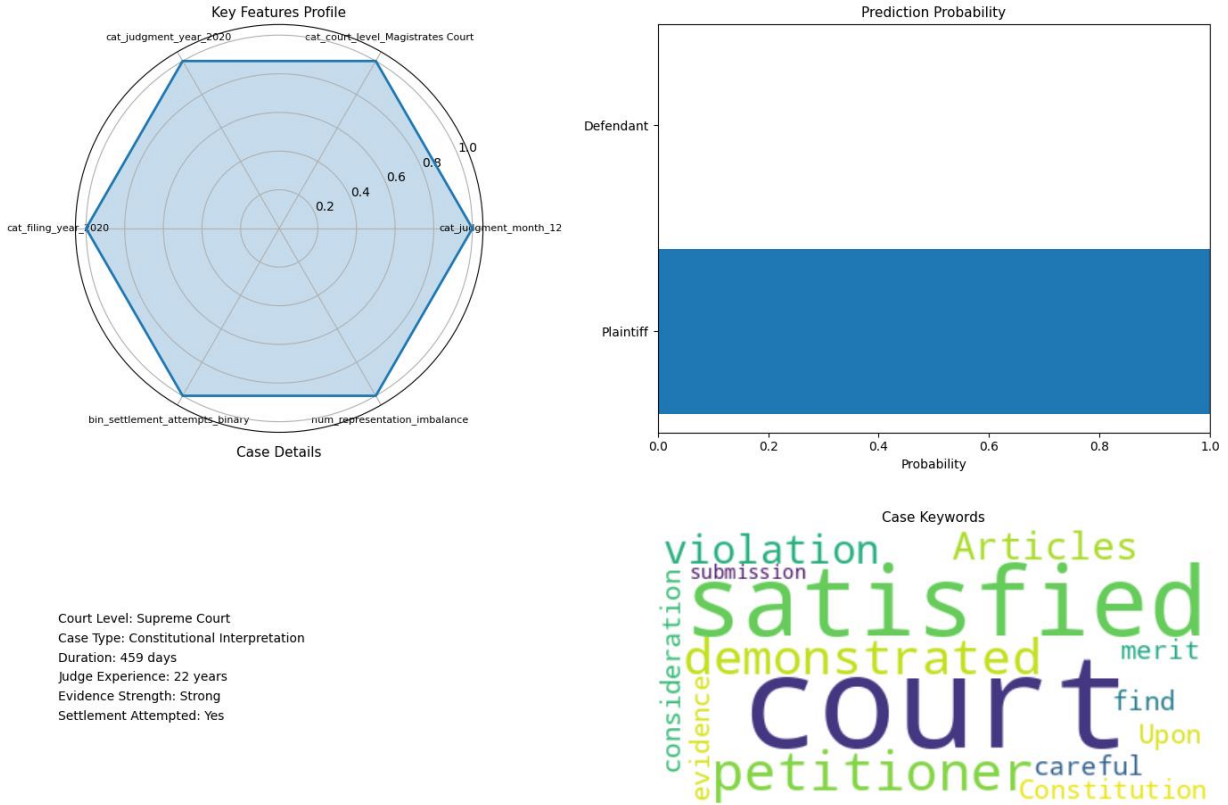 Key Features Profile
cat_judgment_year_2020
cat_court_level_Magistrates Court
1.0
0.8
0.6
0.4
0.2
cat_filing_year_2020
cat_judgment_month_12
bin_settlement_attempts_binary
num_representation_imbalance
Prediction Probability
Defendant
Plaintiff
0.0 0.2 0.4 0.6 0.8 1.0
Probability
Case Details
Court Level: Supreme Court
Case Type: Constitutional Interpretation
Duration: 459 days
Judge Experience: 22 years
Evidence Strength: Strong
Settlement Attempted: Yes
Case Keywords
violation
Articles
submission
satisfied
consideration
demonstrated
merit
evidence
court
find
Upon
petitioner
careful
Constitution